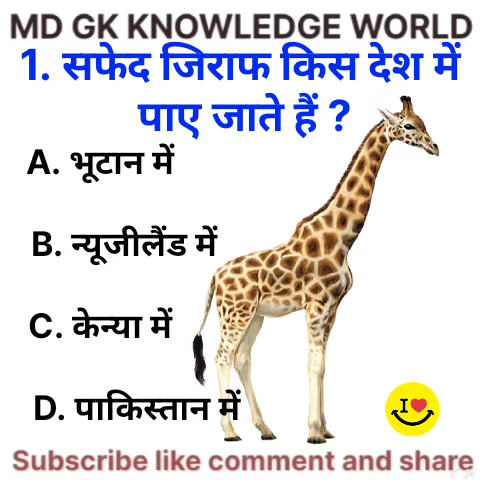 MD GK KNOWLEDGE WORLD
1. सफेद जिराफ किस देश में
पाए जाते हैं ?
A. भूटान में
B. न्यूजीलैंड में
C. केन्या में
D. पाकिस्तान में
I
Subscribe like comment and share